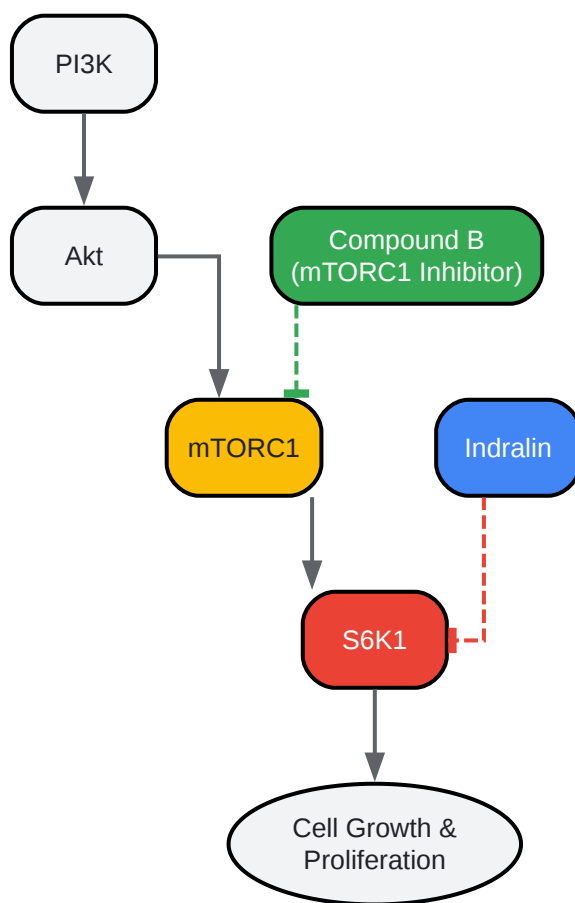 PI3K
Akt
Compound B
(mTORC1 Inhibitor)
mTORC1
Indralin
S6K1
Cell Growth &
Proliferation